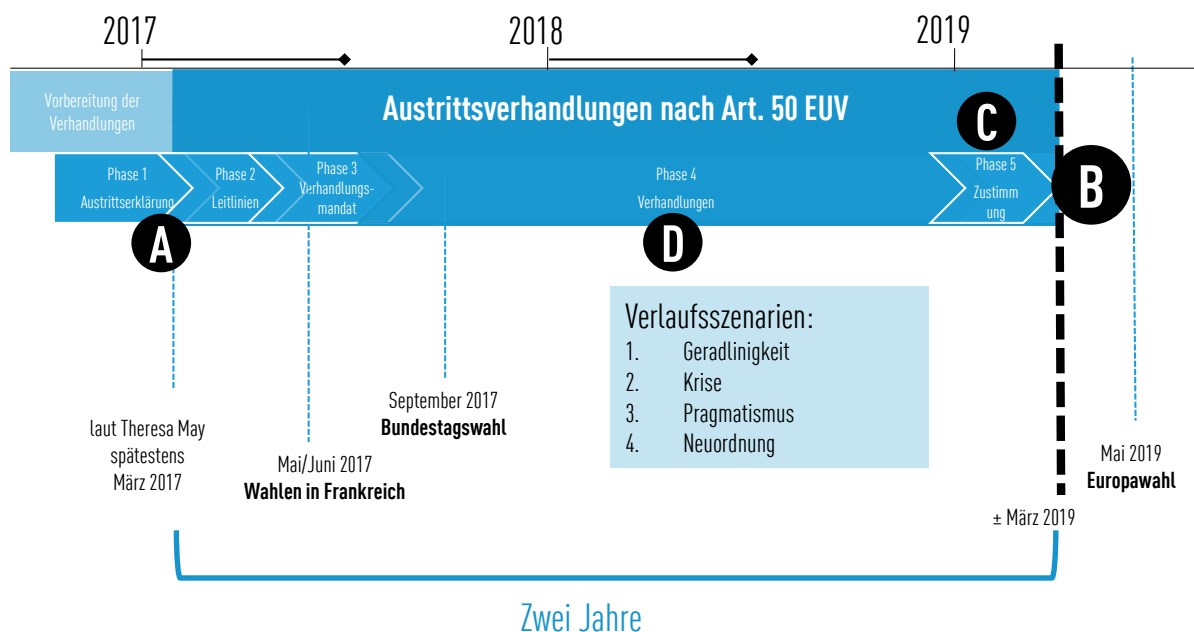 2017
2018
2019
Vorbereitung der
Verhandlungen
Austrittsverhandlungen nach Art. 50 EUV
C
Phase 1
Austrittserklärung
Phase 2
Leitlinien
Phase 3
Verhandlungs-
mandat
Phase 4
Verhandlungen
Phase 5
Zustimm
ung
B
A
D
Verlaufsszenarien:
1. Geradlinigkeit
2. Krise
3. Pragmatismus
4. Neuordnung
laut Theresa May
spätestens
März 2017
Mai/Juni 2017
Wahlen in Frankreich
September 2017
Bundestagswahl
± März 2019
Mai 2019
Europawahl
Zwei Jahre